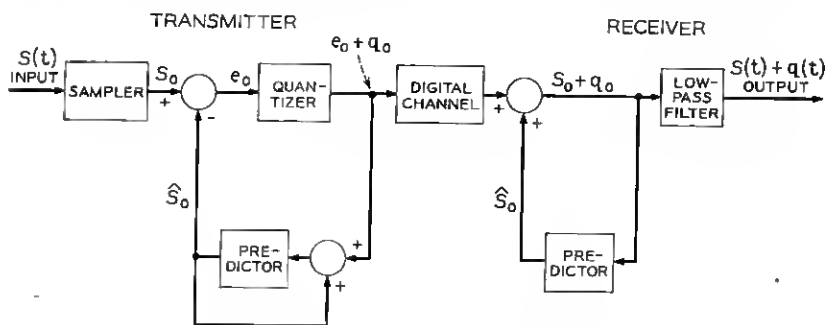 TRANSMITTER
RECEIVER
S(t)
INPUT
SAMPLER
S₀
+
-
e₀
QUAN-
TIZER
e₀ + q₀
DIGITAL
CHANNEL
+
+
S₀ + q₀
LOW-
PASS
FILTER
S(t) + q(t)
OUTPUT
Ŝ₀
PRE-
DICTOR
+
+
Ŝ₀
PRE-
DICTOR